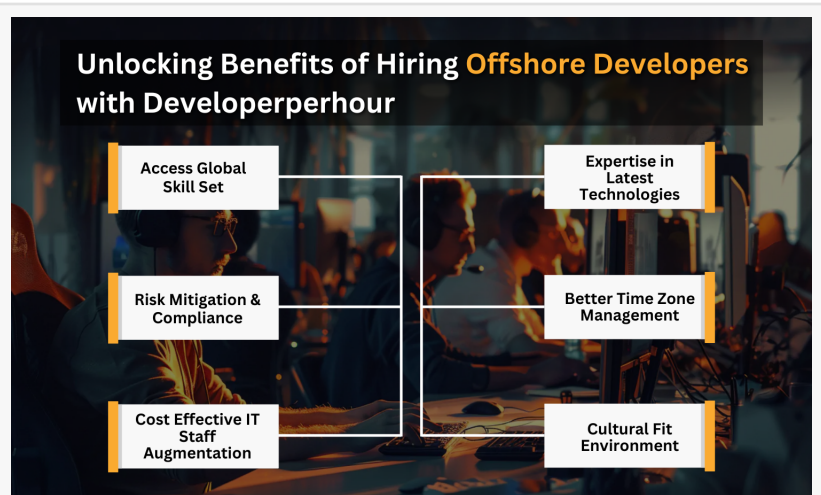 Unlocking Benefits of Hiring Offshore Developers
with Developerperhour
Access Global
Skill Set
Expertise in
Latest
Technologies
Risk Mitigation &
Compliance
Better Time Zone
Management
Cost Effective IT
Staff
Augmentation
Cultural Fit
Environment